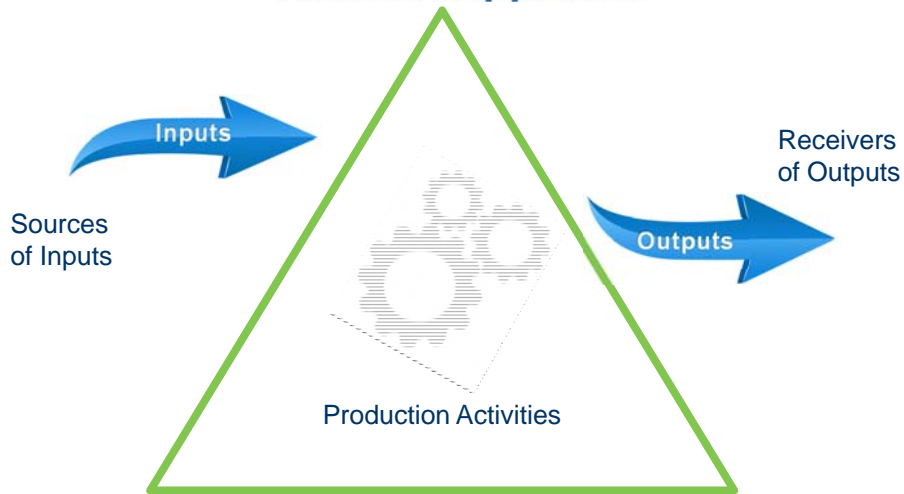 Inputs
Sources
of Inputs
Receivers
of Outputs
Outputs
Production Activities